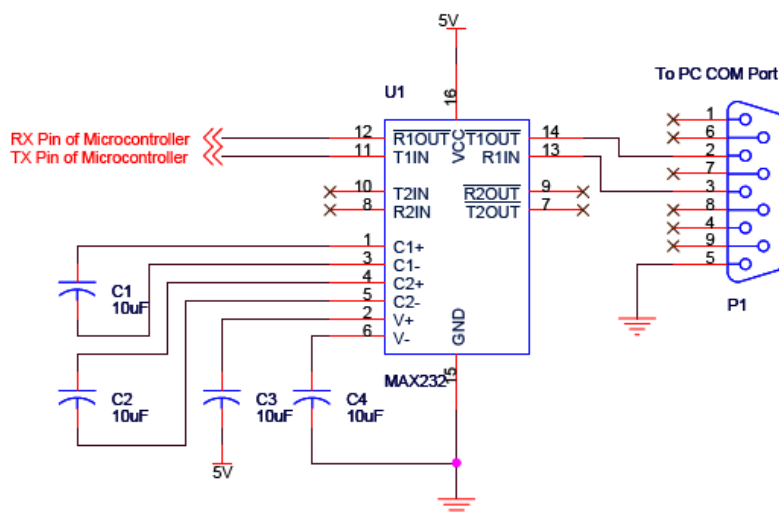 5V
To PC COM Port
U1
16
1
6
RX Pin of Microcontroller
12
R1OUT
VCC
T1OUT
14
2
TX Pin of Microcontroller
11
T1IN
R1IN
13
7
10
T2IN
R2OUT
9
3
8
R2IN
T2OUT
7
8
4
1
C1+
9
3
C1-
5
4
C2+
C1
10uF
5
C2-
P1
2
V+
6
V-
GND
MAX232
15
C2
10uF
C3
10uF
C4
10uF
5V